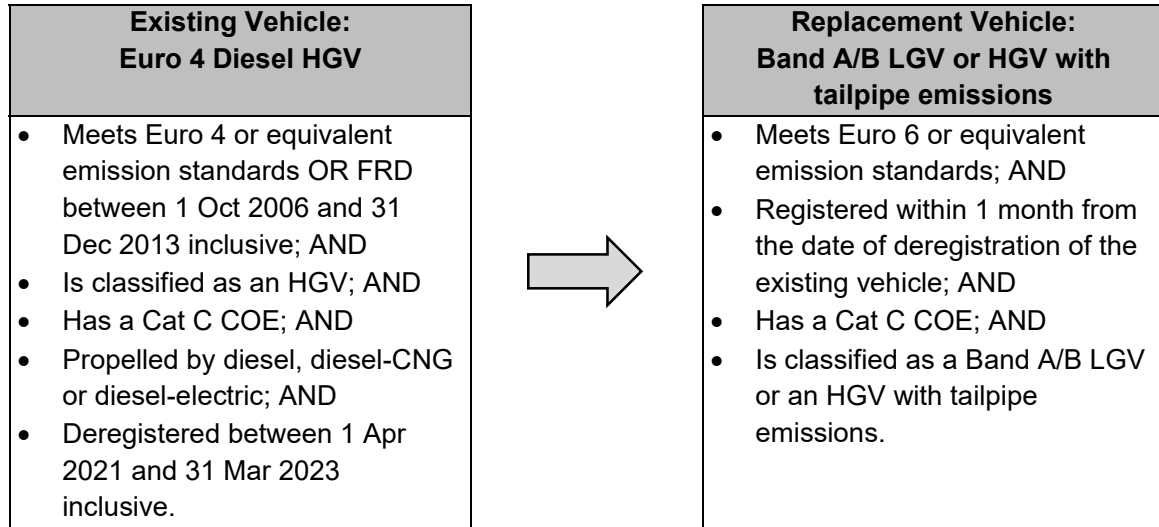 Existing Vehicle:
Euro 4 Diesel HGV
• Meets Euro 4 or equivalent
emission standards OR FRD
between 1 Oct 2006 and 31
Dec 2013 inclusive; AND
• Is classified as an HGV; AND
• Has a Cat C COE; AND
• Propelled by diesel, diesel-CNG
or diesel-electric; AND
• Deregistered between 1 Apr
2021 and 31 Mar 2023
inclusive.
Replacement Vehicle:
Band A/B LGV or HGV with
tailpipe emissions
• Meets Euro 6 or equivalent
emission standards; AND
• Registered within 1 month from
the date of deregistration of the
existing vehicle; AND
• Has a Cat C COE; AND
• Is classified as a Band A/B LGV
or an HGV with tailpipe
emissions.